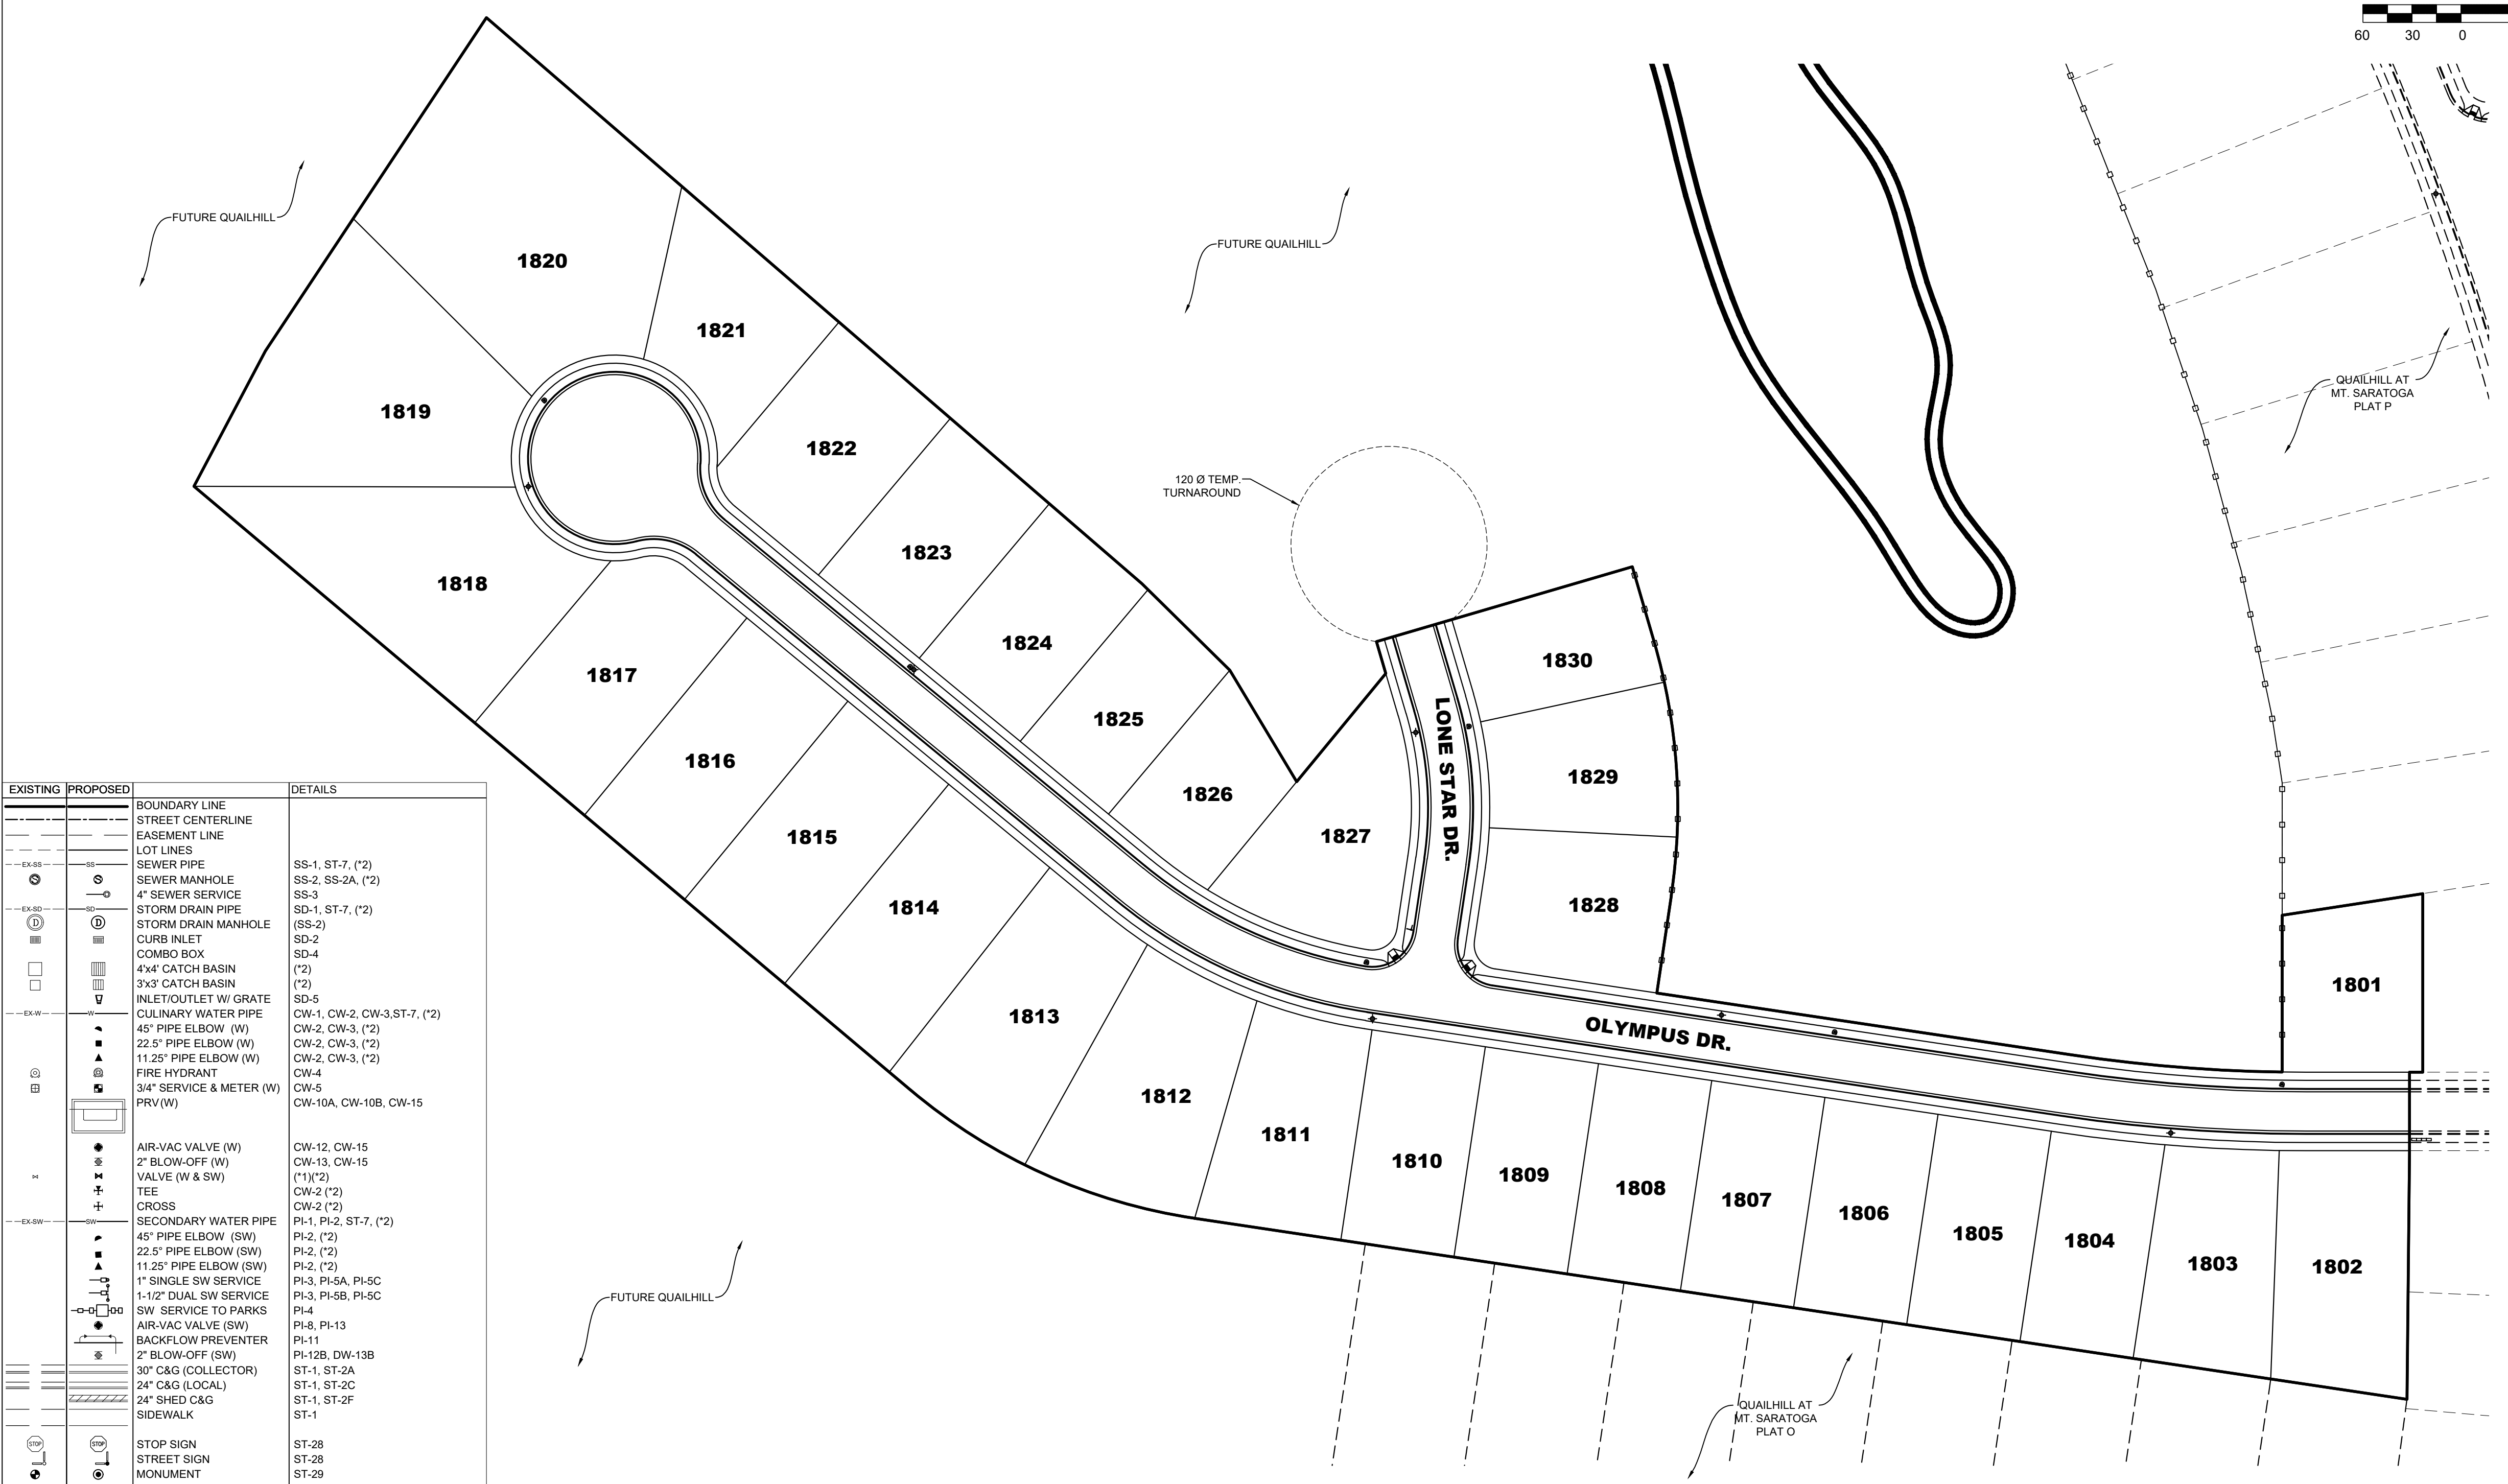 60 30 0
FUTURE QUAILHILL
FUTURE QUAILHILL
1820
1821
QUAILHILL AT
MT. SARATOGA
PLAT P
1819
1822
120 Ø TEMP.
TURNAROUND
1823
1818
1824
1830
1817
1825
LONE STAR DR.
1816
1829
1826
1815
1827
1814
1828
1801
1813
OLYMPUS DR.
1812
1811
1810
1809
1808
1807
1806
1805
1804
1803
1802
FUTURE QUAILHILL
QUAILHILL AT
MT. SARATOGA
PLAT O
EXISTING PROPOSED DETAILS
BOUNDARY LINE
STREET CENTERLINE
EASEMENT LINE
LOT LINES
EX-SS SS SEWER PIPE SS-1, ST-7, (*2)
S S SEWER MANHOLE SS-2, SS-2A, (*2)
4" SEWER SERVICE SS-3
EX-SD SD STORM DRAIN PIPE SD-1, ST-7, (*2)
D D STORM DRAIN MANHOLE (SS-2)
CURB INLET SD-2
COMBO BOX SD-4
4'x4' CATCH BASIN (*2)
3'x3' CATCH BASIN (*2)
INLET/OUTLET W/ GRATE SD-5
EX-W W CULINARY WATER PIPE CW-1, CW-2, CW-3,ST-7, (*2)
45° PIPE ELBOW (W) CW-2, CW-3, (*2)
22.5° PIPE ELBOW (W) CW-2, CW-3, (*2)
11.25° PIPE ELBOW (W) CW-2, CW-3, (*2)
FIRE HYDRANT CW-4
3/4" SERVICE & METER (W) CW-5
PRV(W) CW-10A, CW-10B, CW-15
AIR-VAC VALVE (W) CW-12, CW-15
2" BLOW-OFF (W) CW-13, CW-15
VALVE (W & SW) (*1)(*2)
TEE CW-2 (*2)
CROSS CW-2 (*2)
EX-SW SW SECONDARY WATER PIPE PI-1, PI-2, ST-7, (*2)
45° PIPE ELBOW (SW) PI-2, (*2)
22.5° PIPE ELBOW (SW) PI-2, (*2)
11.25° PIPE ELBOW (SW) PI-2, (*2)
1" SINGLE SW SERVICE PI-3, PI-5A, PI-5C
1-1/2" DUAL SW SERVICE PI-3, PI-5B, PI-5C
SW SERVICE TO PARKS PI-4
AIR-VAC VALVE (SW) PI-8, PI-13
BACKFLOW PREVENTER PI-11
2" BLOW-OFF (SW) PI-12B, DW-13B
30" C&G (COLLECTOR) ST-1, ST-2A
24" C&G (LOCAL) ST-1, ST-2C
24" SHED C&G ST-1, ST-2F
SIDEWALK ST-1
STOP STOP STOP SIGN ST-28
STREET SIGN ST-28
MONUMENT ST-29